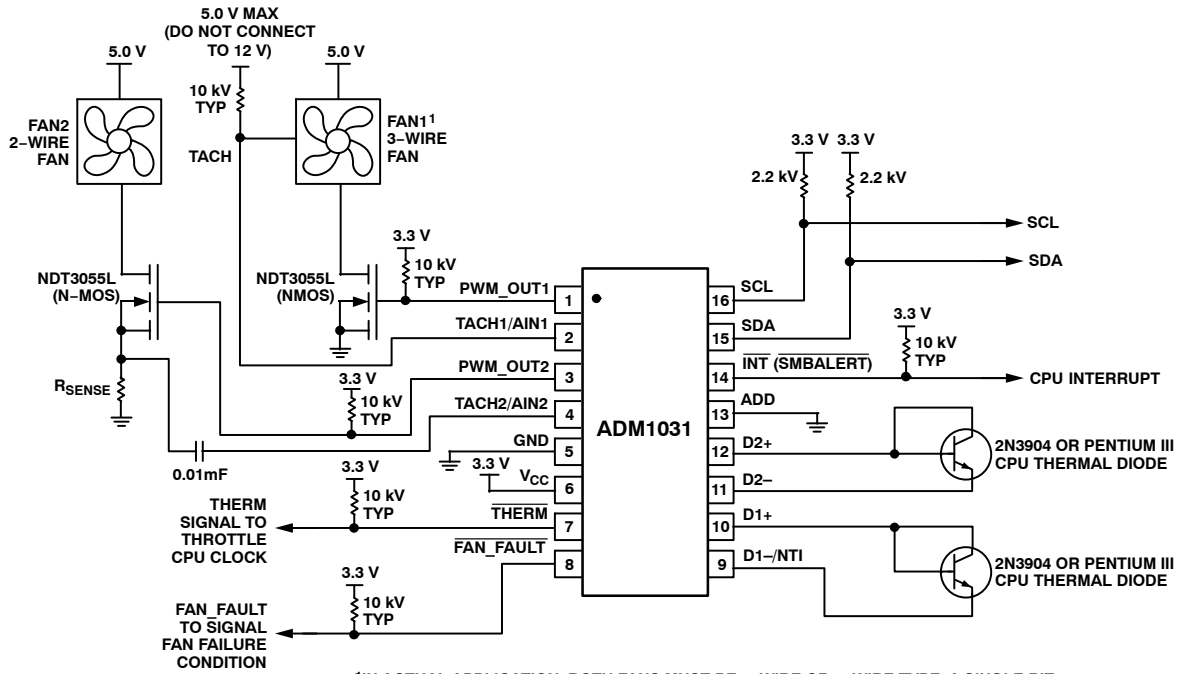 5.0 V MAX
(DO NOT CONNECT
TO 12 V)
5.0 V
5.0 V
10 kV
TYP
FAN2
2–WIRE
FAN
TACH
FAN1¹
3–WIRE
FAN
3.3 V
3.3 V
2.2 kV
2.2 kV
SCL
SDA
NDT3055L
(N–MOS)
NDT3055L
(NMOS)
3.3 V
10 kV
TYP
PWM_OUT1
1
TACH1/AIN1
2
PWM_OUT2
3
TACH2/AIN2
4
GND
5
VCC
6
THERM
7
FAN_FAULT
8
ADM1031
16
SCL
15
SDA
14
INT (SMBALERT)
13
ADD
12
D2+
11
D2–
10
D1+
9
D1–/NTI
3.3 V
10 kV
TYP
CPU INTERRUPT
RSENSE
3.3 V
10 kV
TYP
0.01mF
3.3 V
3.3 V
10 kV
TYP
THERM
SIGNAL TO
THROTTLE
CPU CLOCK
3.3 V
10 kV
TYP
FAN_FAULT
TO SIGNAL
FAN FAILURE
CONDITION
2N3904 OR PENTIUM III
CPU THERMAL DIODE
2N3904 OR PENTIUM III
CPU THERMAL DIODE